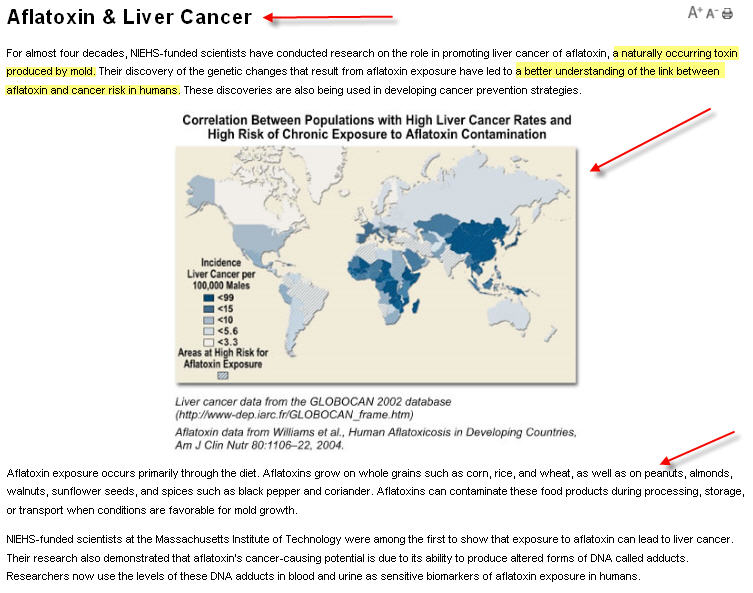 Aflatoxin & Liver Cancer
A+ A-
For almost four decades, NIEHS-funded scientists have conducted research on the role in promoting liver cancer of aflatoxin, a naturally occurring toxin
produced by mold. Their discovery of the genetic changes that result from aflatoxin exposure have led to a better understanding of the link between
aflatoxin and cancer risk in humans. These discoveries are also being used in developing cancer prevention strategies.
Correlation Between Populations with High Liver Cancer Rates and
High Risk of Chronic Exposure to Aflatoxin Contamination
Incidence
Liver Cancer per
100,000 Males
<99
<15
<10
<5.6
<3.3
Areas at High Risk for
Aflatoxin Exposure
Liver cancer data from the GLOBOCAN 2002 database
(http://www-dep.iarc.fr/GLOBOCAN_frame.htm)
Aflatoxin data from Williams et al., Human Aflatoxicosis in Developing Countries,
Am J Clin Nutr 80:1106–22, 2004.
Aflatoxin exposure occurs primarily through the diet. Aflatoxins grow on whole grains such as corn, rice, and wheat, as well as on peanuts, almonds,
walnuts, sunflower seeds, and spices such as black pepper and coriander. Aflatoxins can contaminate these food products during processing, storage,
or transport when conditions are favorable for mold growth.
NIEHS-funded scientists at the Massachusetts Institute of Technology were among the first to show that exposure to aflatoxin can lead to liver cancer.
Their research also demonstrated that aflatoxin's cancer-causing potential is due to its ability to produce altered forms of DNA called adducts.
Researchers now use the levels of these DNA adducts in blood and urine as sensitive biomarkers of aflatoxin exposure in humans.